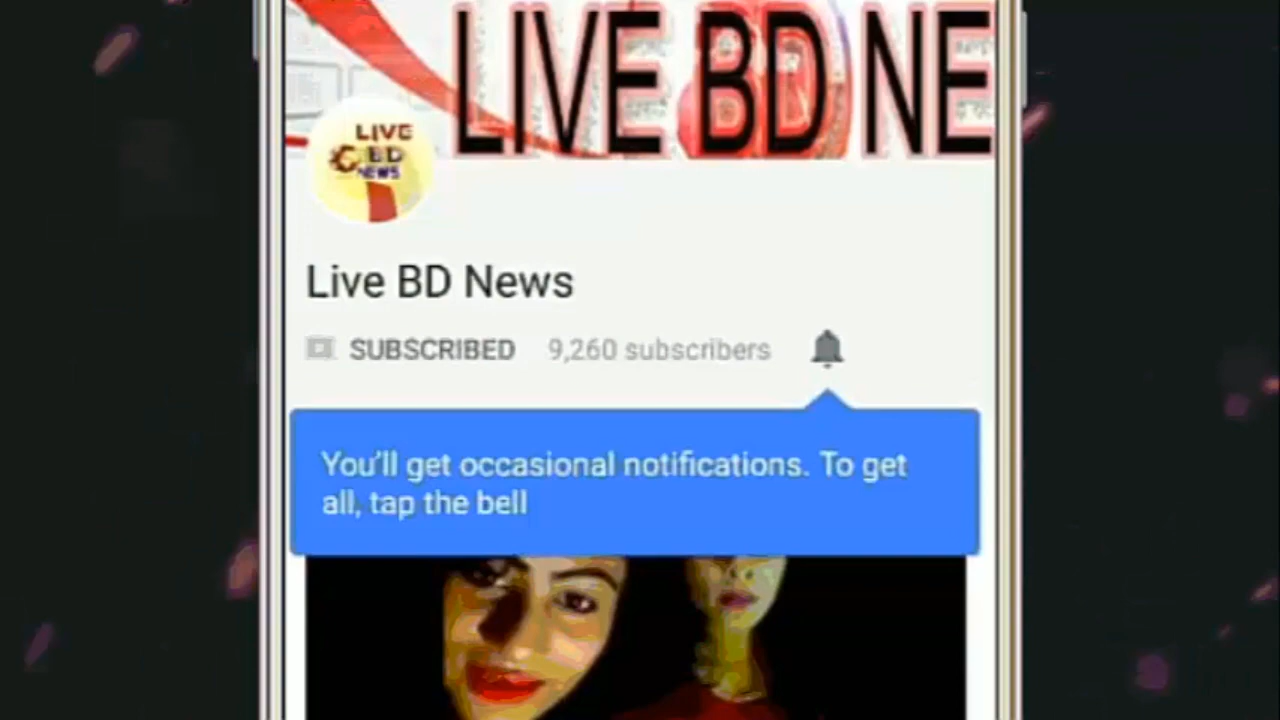 LIVE BD NE
LIVE
BD
NEWS
Live BD News
SUBSCRIBED 9,260 subscribers
You'll get occasional notifications. To get
all, tap the bell